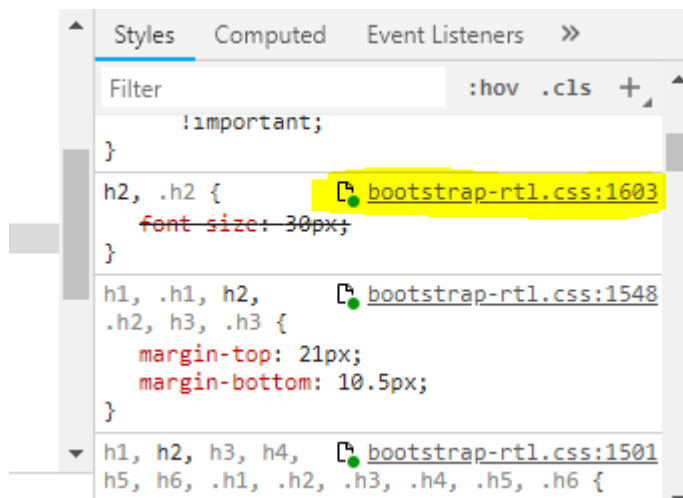 Styles Computed Event Listeners »
Filter :hov .cls +
!important;
}
h2, .h2 { bootstrap-rtl.css:1603
font-size: 30px;
}
h1, .h1, h2, bootstrap-rtl.css:1548
.h2, h3, .h3 {
margin-top: 21px;
margin-bottom: 10.5px;
}
h1, h2, h3, h4, bootstrap-rtl.css:1501
h5, h6, .h1, .h2, .h3, .h4, .h5, .h6 {